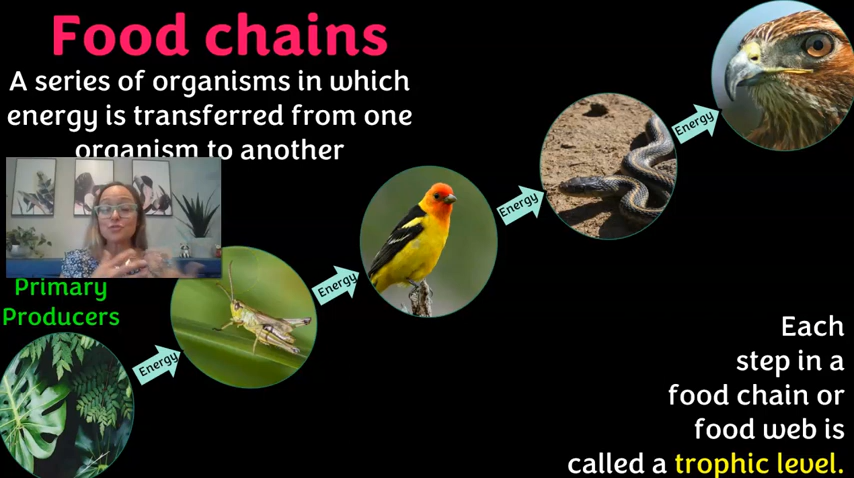 Food chains
A series of organisms in which
energy is transferred from one
organism to another
Primary
Producers
Energy
Energy
Energy
Energy
Each
step in a
food chain or
food web is
called a trophic level.